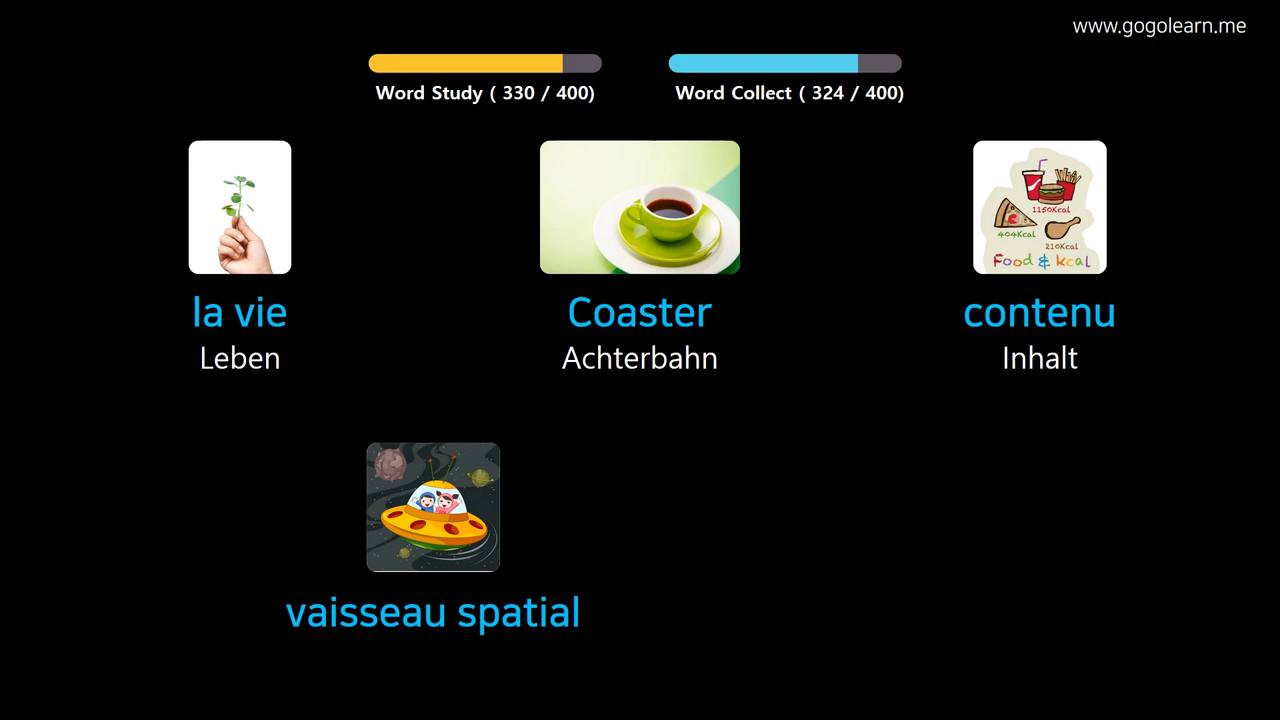 www.gogolearn.me
Word Study ( 330 / 400)
Word Collect ( 324 / 400)
1150Kcal
404Kcal
210Kcal
Food & kcal
la vie
Coaster
contenu
Leben
Achterbahn
Inhalt
vaisseau spatial